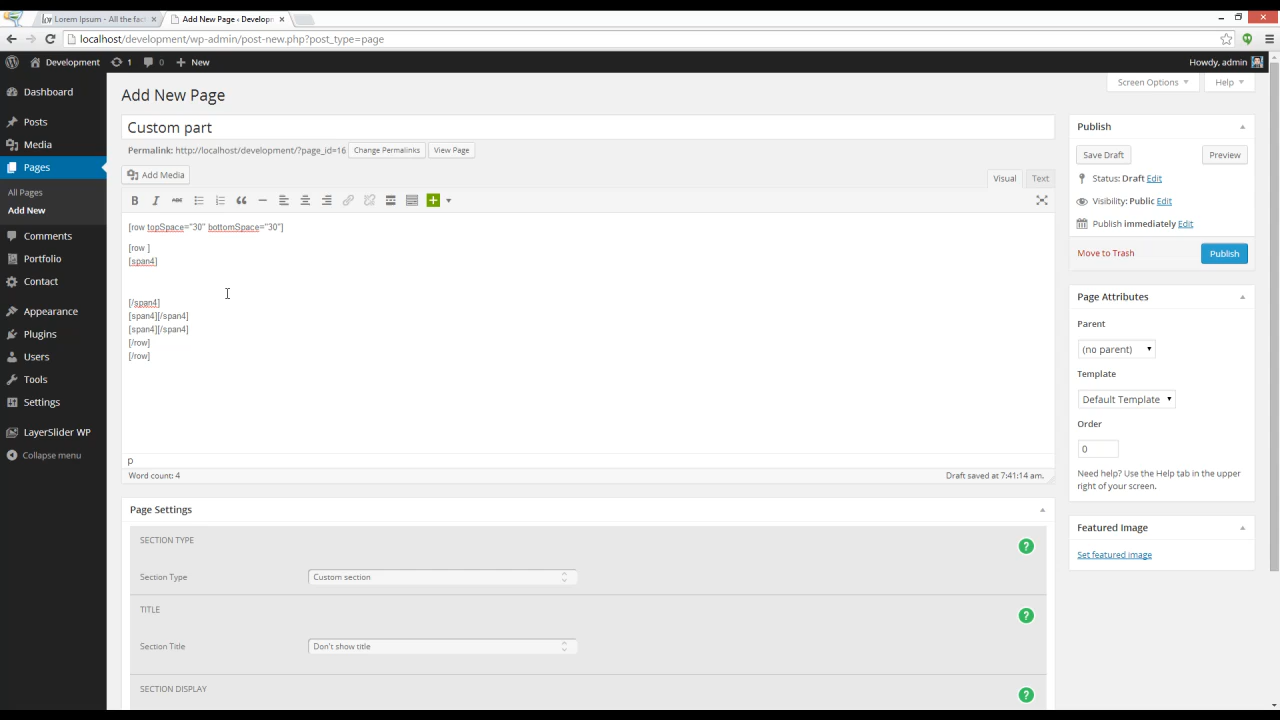 Lorem Ipsum - All the fact
Add New Page ‹ Developm
localhost/development/wp-admin/post-new.php?post_type=page
Development 1 0 New Howdy, admin
Screen Options Help
Dashboard
Posts
Media
Pages
All Pages
Add New
Comments
Portfolio
Contact
Appearance
Plugins
Users
Tools
Settings
LayerSlider WP
Collapse menu
Add New Page
Custom part
Permalink: http://localhost/development/?page_id=16 Change Permalinks View Page
Add Media
Visual Text
B I ABC
[row topSpace="30" bottomSpace="30"]
[row ]
[span4]
[/span4]
[span4][/span4]
[span4][/span4]
[/row]
[/row]
p
Word count: 4 Draft saved at 7:41:14 am.
Page Settings
SECTION TYPE
Section Type Custom section
TITLE
Section Title Don't show title
SECTION DISPLAY
?
?
?
Publish
Save Draft Preview
Status: Draft Edit
Visibility: Public Edit
Publish immediately Edit
Move to Trash Publish
Page Attributes
Parent
(no parent)
Template
Default Template
Order
0
Need help? Use the Help tab in the upper
right of your screen.
Featured Image
Set featured image